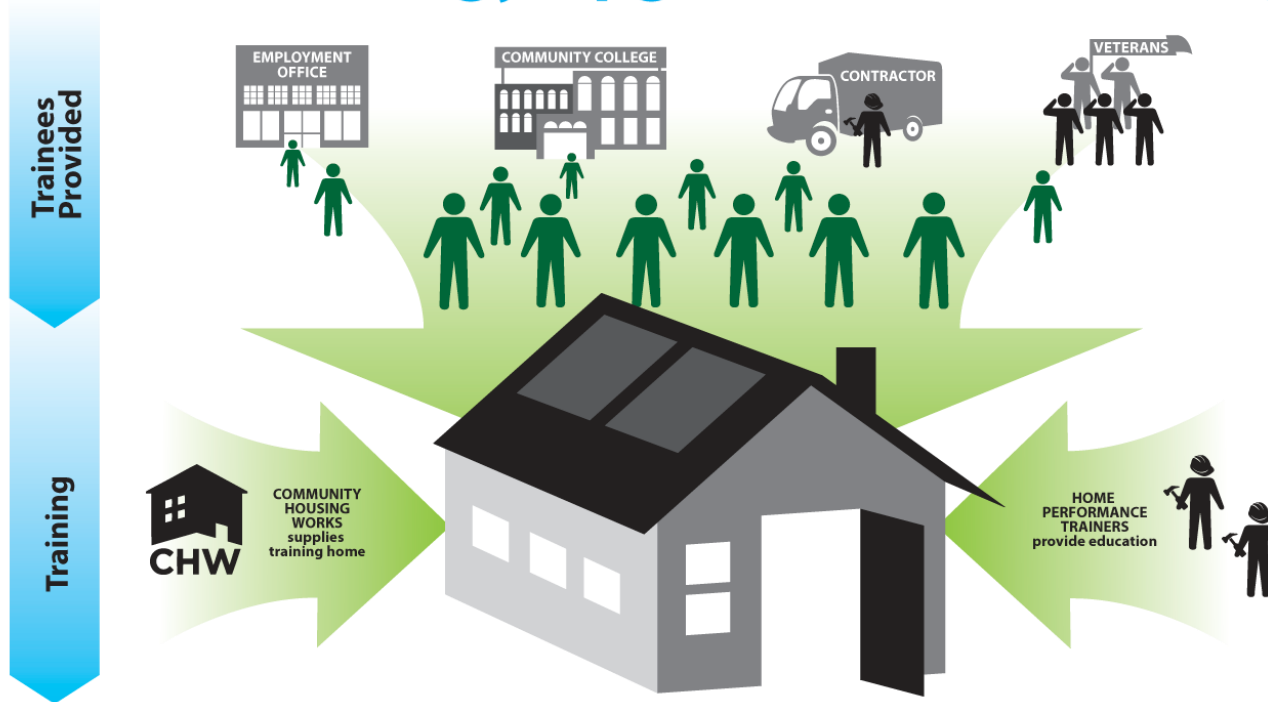 Trainees
Provided
EMPLOYMENT
OFFICE
COMMUNITY COLLEGE
CONTRACTOR
VETERANS
Training
CHW
COMMUNITY
HOUSING
WORKS
supplies
training home
HOME
PERFORMANCE
TRAINERS
provide education